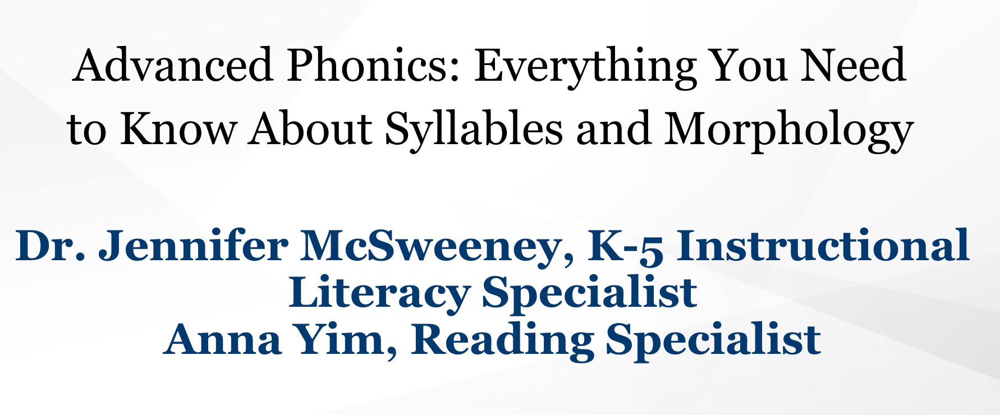 Advanced Phonics: Everything You Need
to Know About Syllables and Morphology
Dr. Jennifer McSweeney, K-5 Instructional
Literacy Specialist
Anna Yim, Reading Specialist